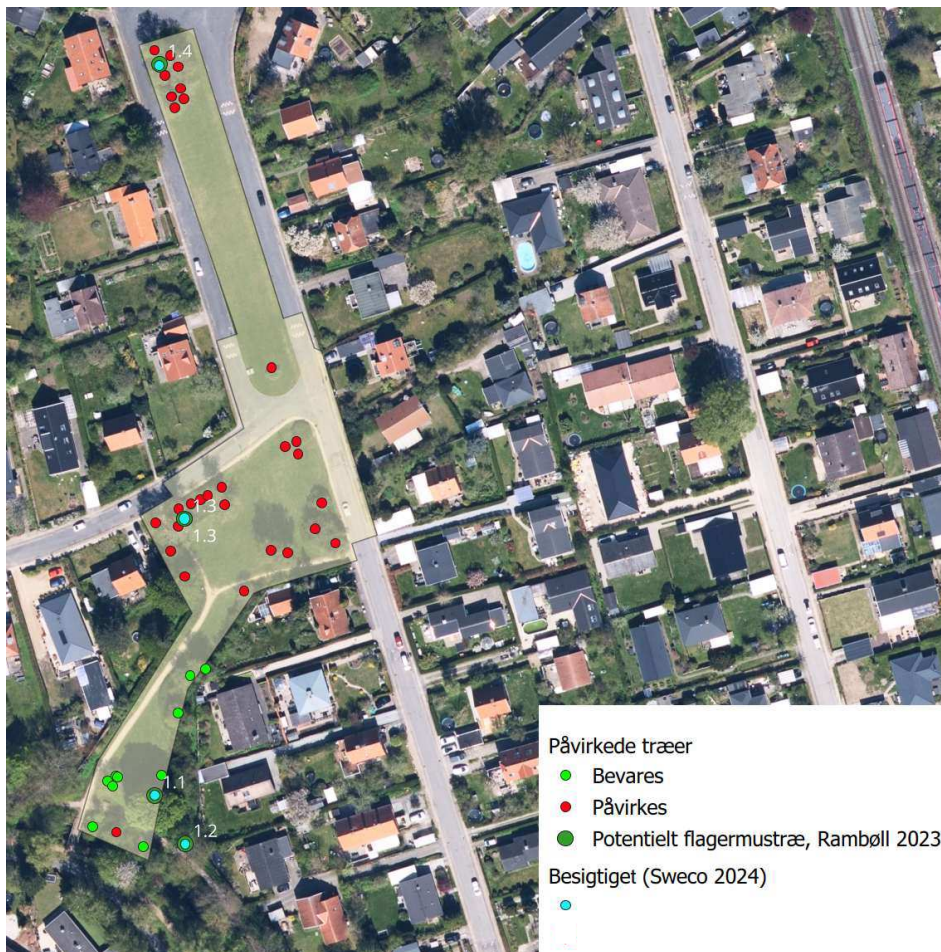 1.4
1.3
1.3
1.1
1.2
Påvirkede træer
Bevares
Påvirkes
Potentielt flagermustræ, Rambøll 2023
Besigtiget (Sweco 2024)